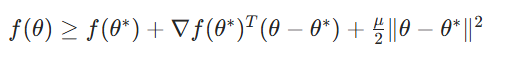 f(θ) ≥ f(θ*) + ∇f(θ*)ᵀ(θ − θ*) + μ/2 ‖θ − θ*‖²